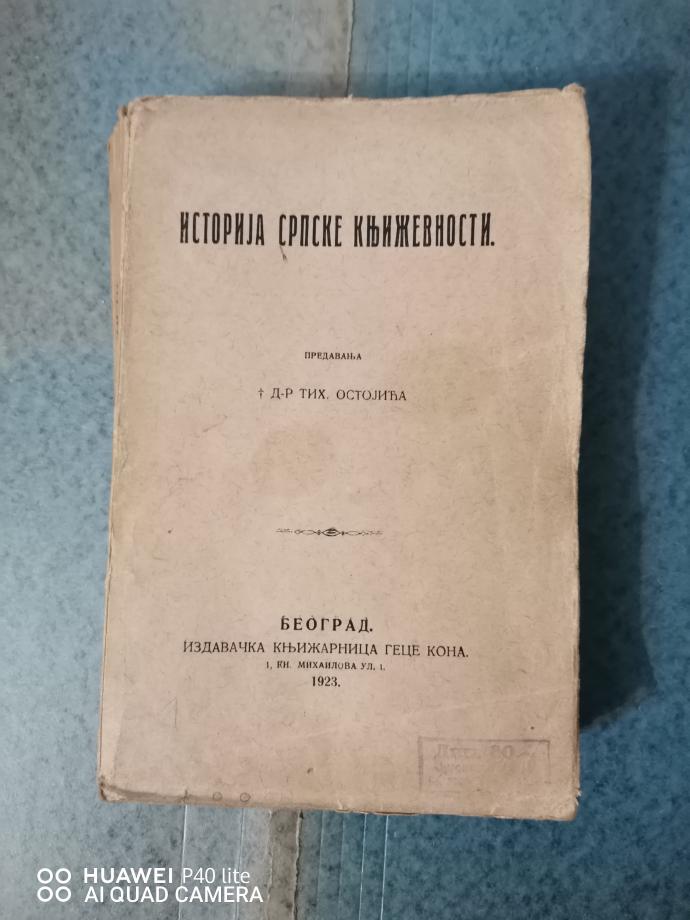 ИСТОРИЈА СРПСКЕ КЊИЖЕВНОСТИ.
ПРЕДАВАЊА
† Д-Р ТИХ. ОСТОЈИЋА
БЕОГРАД.
ИЗДАВАЧКА КЊИЖАРНИЦА ГЕЦЕ КОНА.
1, КН. МИХАИЛОВА УЛ. 1.
1923.
HUAWEI P40 lite
AI QUAD CAMERA